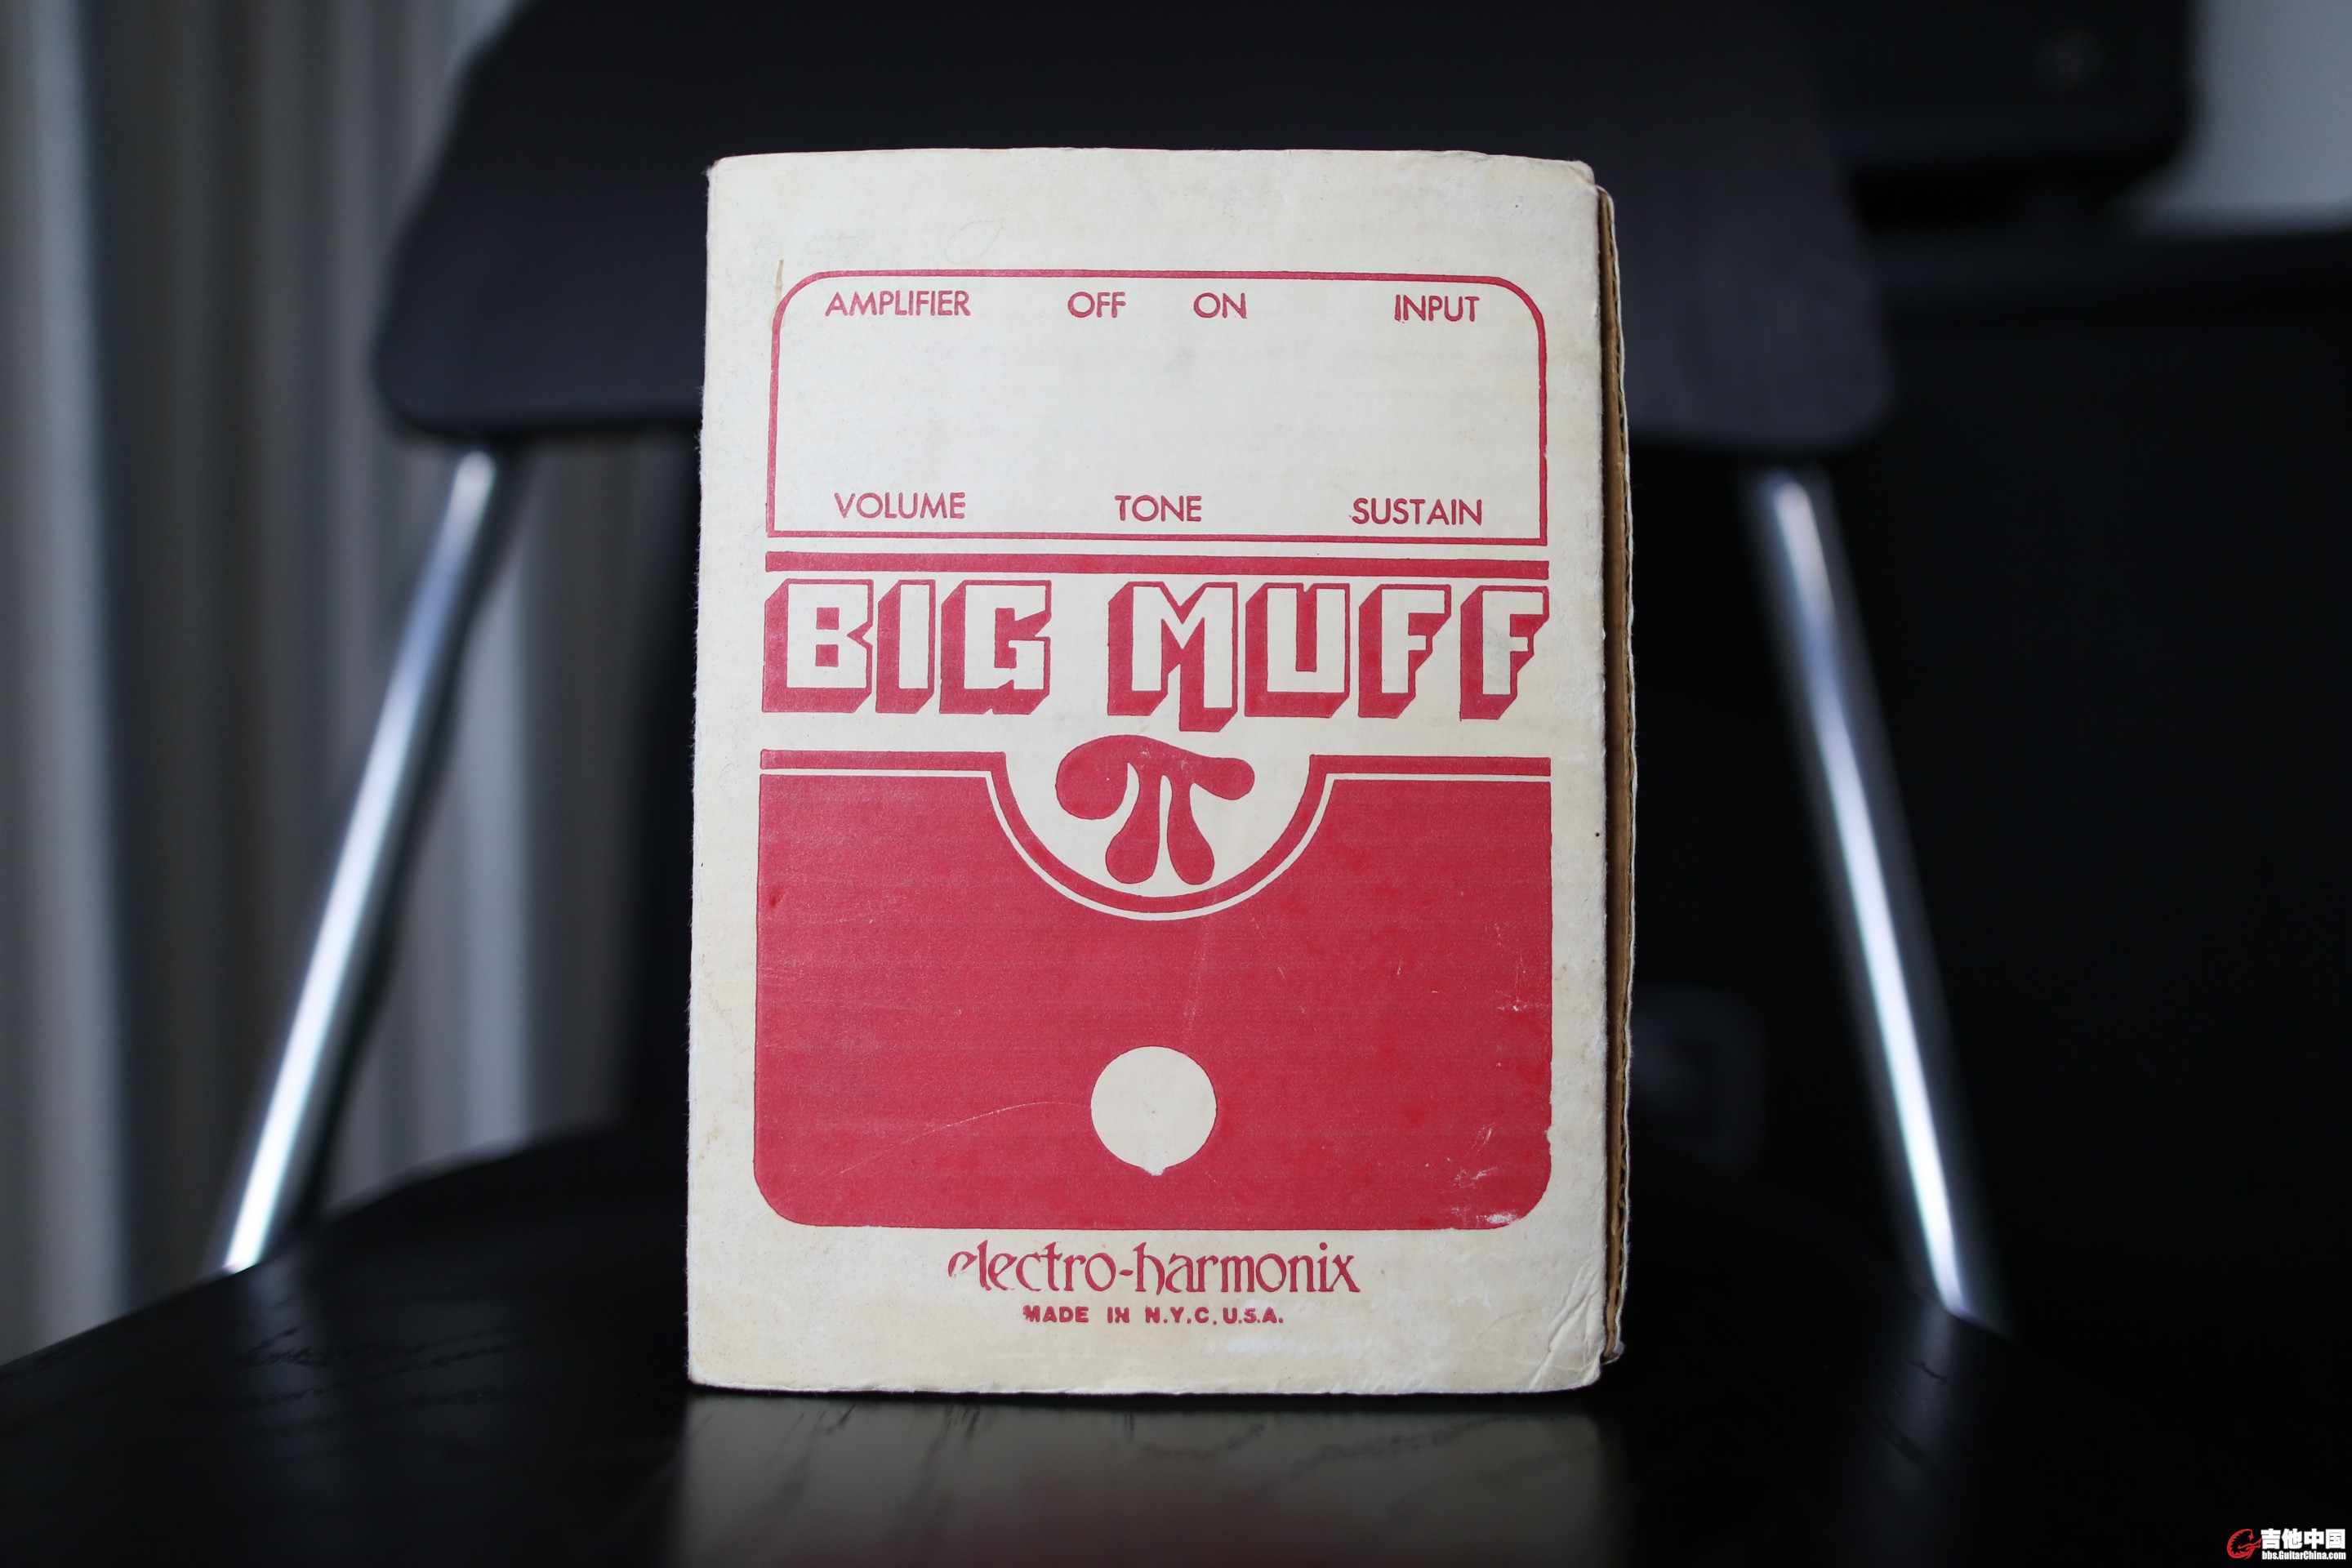 AMPLIFIER OFF ON INPUT
VOLUME TONE SUSTAIN
BIG MUFF
π
electro-harmonix
MADE IN N.Y.C. U.S.A.
吉他中国
bbs.GuitarChina.com